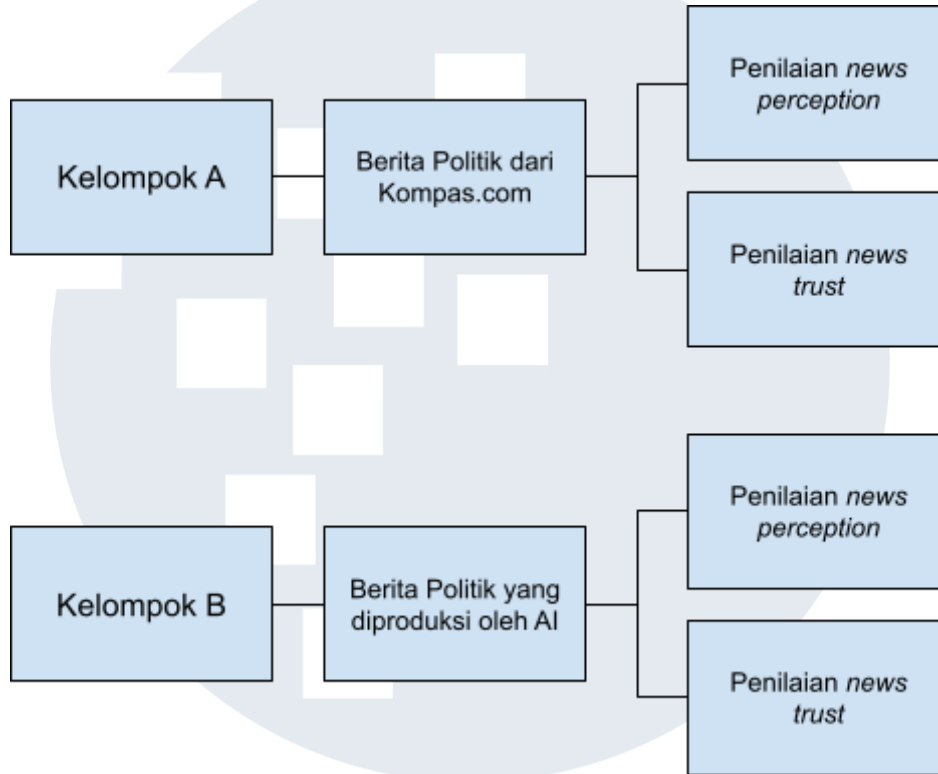 Kelompok A
Berita Politik dari
Kompas.com
Penilaian news
perception
Penilaian news
trust
Kelompok B
Berita Politik yang
diproduksi oleh AI
Penilaian news
perception
Penilaian news
trust